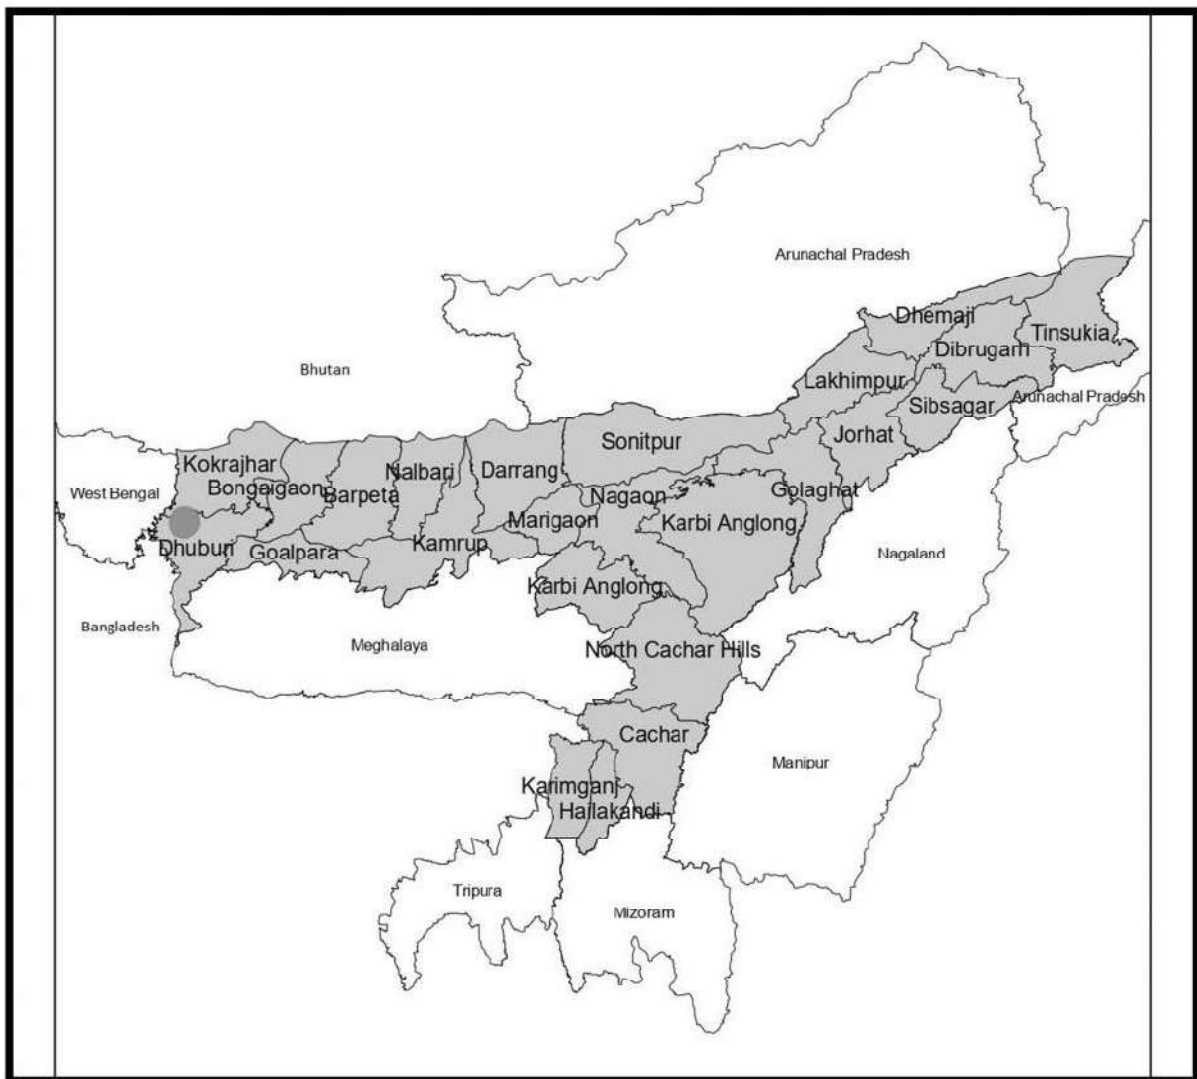 Arunachal Pradesh
Dhemaji
Tinsukia
Dibrugarh
Bhutan
Lakhimpur
Arunachal Pradesh
Sibsagar
Jorhat
Sonitpur
Kokrajhar
Nalbari
Darrang
West Bengal
Bongaigaon
Barpeta
Nagaon
Golaghat
Marigaon
Karbi Anglong
Dhuburi
Goalpara
Kamrup
Nagaland
Karbi Anglong
Bangladesh
Meghalaya
North Cachar Hills
Cachar
Manipur
Karimganj
Hailakandi
Tripura
Mizoram